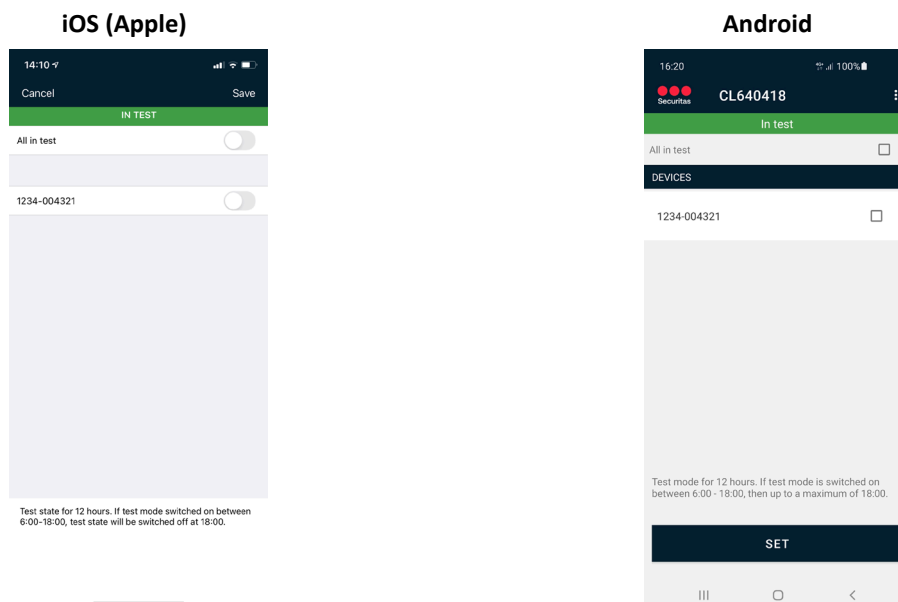 iOS (Apple)
14:10
Cancel
Save
IN TEST
All in test
1234-004321
Test state for 12 hours. If test mode switched on between
6:00-18:00, test state will be switched off at 18:00.
Android
16:20
100%
Securitas
CL640418
In test
All in test
DEVICES
1234-004321
Test mode for 12 hours. If test mode is switched on
between 6:00 - 18:00, then up to a maximum of 18:00.
SET